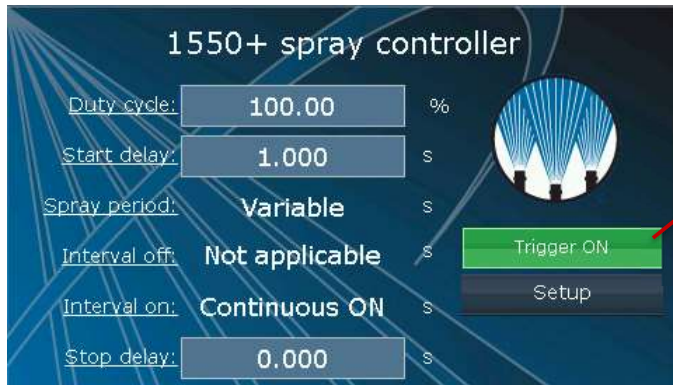 1550+ spray controller
Duty cycle: 100.00 %
Start delay: 1.000 s
Spray period: Variable s
Interval off: Not applicable s
Trigger ON
Interval on: Continuous ON s
Setup
Stop delay: 0.000 s